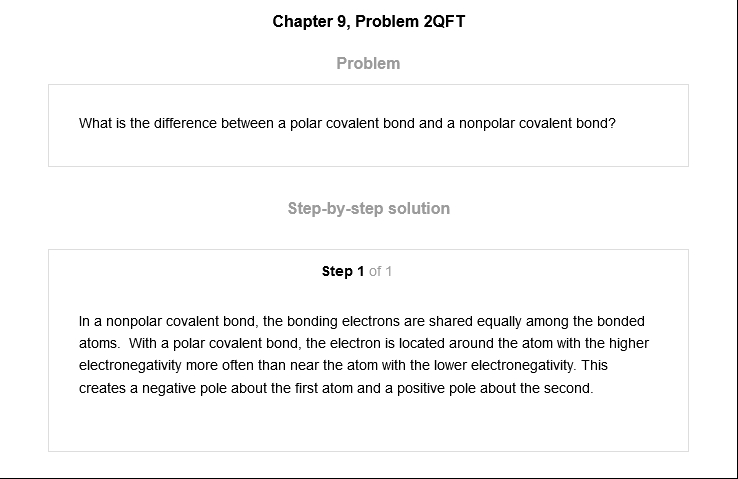 Chapter 9, Problem 2QFT
Problem
What is the difference between a polar covalent bond and a nonpolar covalent bond?
Step-by-step solution
Step 1 of 1
In a nonpolar covalent bond, the bonding electrons are shared equally among the bonded
atoms.  With a polar covalent bond, the electron is located around the atom with the higher
electronegativity more often than near the atom with the lower electronegativity. This
creates a negative pole about the first atom and a positive pole about the second.